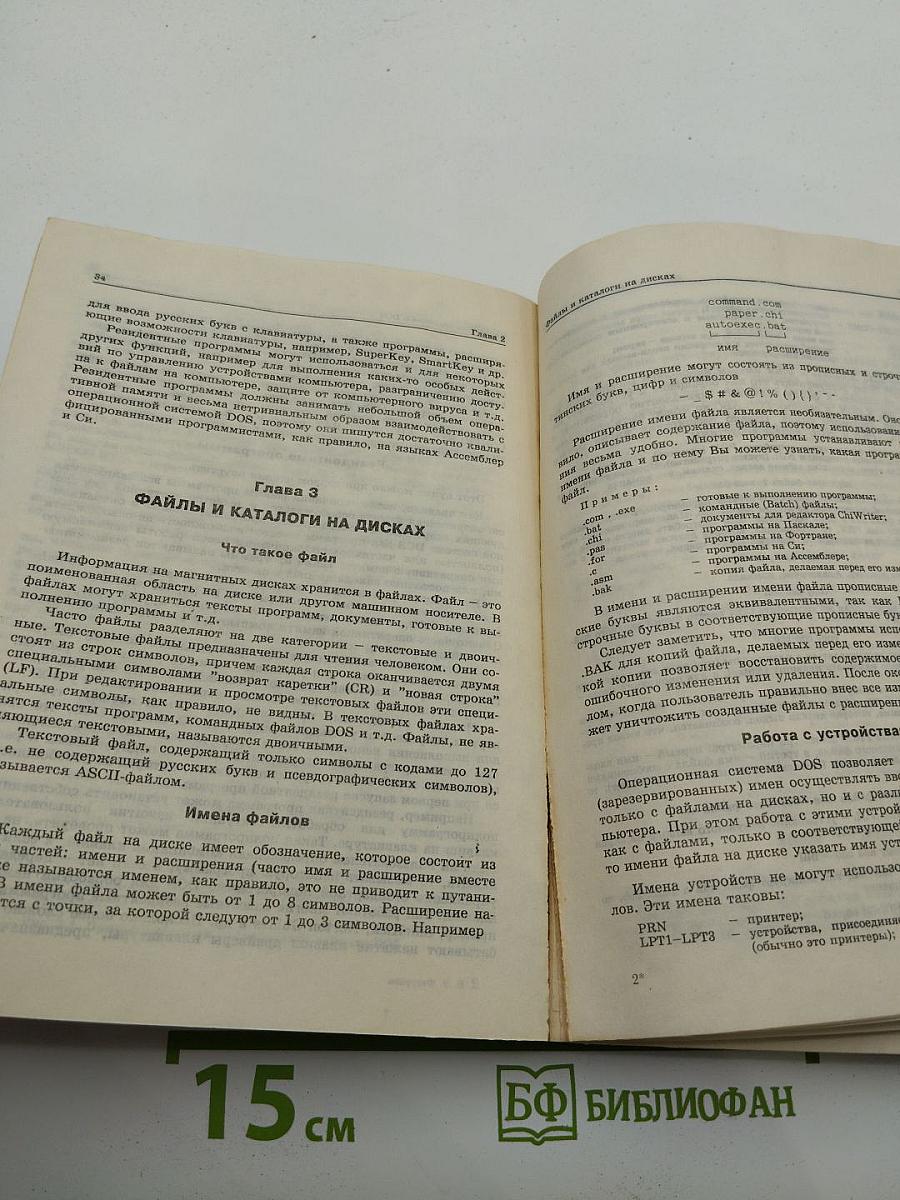 34
Глава 2
для ввода русских букв с клавиатуры, а также программы, расширя-
ющие возможности клавиатуры, например, SuperKey, SmartKey и др.
Резидентные программы могут использоваться и для некоторых
других функций, например для выполнения каких-то особых дейст-
вий по управлению устройствами компьютера, разграничению досту-
па к файлам на компьютере, защите от компьютерного вируса и т.д.
Резидентные программы должны занимать небольшой объем опера-
тивной памяти и весьма нетривиальным образом взаимодействовать с
операционной системой DOS, поэтому они пишутся достаточно квали-
фицированными программистами, как правило, на языках Ассемблер
и Си.
Глава 3
ФАЙЛЫ И КАТАЛОГИ НА ДИСКАХ
Что такое файл
Информация на магнитных дисках хранится в файлах. Файл – это
поименованная область на диске или другом машинном носителе. В
файлах могут храниться тексты программ, документы, готовые к вы-
полнению программы и т.д.
Часто файлы разделяют на две категории – текстовые и двоич-
ные. Текстовые файлы предназначены для чтения человеком. Они со-
стоят из строк символов, причем каждая строка оканчивается двумя
специальными символами "возврат каретки" (CR) и "новая строка"
(LF). При редактировании и просмотре текстовых файлов эти специ-
альные символы, как правило, не видны. В текстовых файлах хра-
нятся тексты программ, командных файлов DOS и т.д. Файлы, не яв-
ляющиеся текстовыми, называются двоичными.
Текстовый файл, содержащий только символы с кодами до 127
.е. не содержащий русских букв и псевдографических символов),
зывается ASCII-файлом.
Имена файлов
Каждый файл на диске имеет обозначение, которое состоит из
частей: имени и расширения (часто имя и расширение вместе
е называются именем, как правило, это не приводит к путани-
В имени файла может быть от 1 до 8 символов. Расширение на-
тся с точки, за которой следуют от 1 до 3 символов. Например
Файлы и каталоги на дисках
command.com
paper.chi
autoexec.bat
имя расширение
Имя и расширение могут состоять из прописных и строч
тинских букв, цифр и символов
– _ $ # & @ ! % ( ) { } ' ~ ^
Расширение имени файла является необязательным. Оно
вило, описывает содержание файла, поэтому использовани
ния весьма удобно. Многие программы устанавливают
имени файла и по нему Вы можете узнать, какая програ
файл.
Примеры:
.com , .exe – готовые к выполнению программы;
.bat – командные (Batch) файлы;
.chi – документы для редактора ChiWriter;
.pas – программы на Паскале;
.for – программы на Фортране;
.c – программы на Си;
.asm – программы на Ассемблере;
.bak – копия файла, делаемая перед его изм
В имени и расширении имени файла прописные
ские буквы являются эквивалентными, так как
строчные буквы в соответствующие прописные бук
Следует заметить, что многие программы испо
.BAK для копий файла, делаемых перед его изме
кой копии позволяет восстановить содержимое
ошибочного изменения или удаления. После око
лом, когда пользователь правильно внес все изм
жет уничтожить созданные файлы с расширени
Работа с устройства
Операционная система DOS позволяет
(зарезервированных) имен осуществлять вво
только с файлами на дисках, но и с разли
пьютера. При этом работа с этими устрой
как с файлами, только в соответствующе
то имени файла на диске указать имя уст
Имена устройств не могут использо
лов. Эти имена таковы:
PRN – принтер;
LPT1–LPT3 – устройства, присоединяе
(обычно это принтеры);
2*
15 см
БФ БИБЛИОФАН